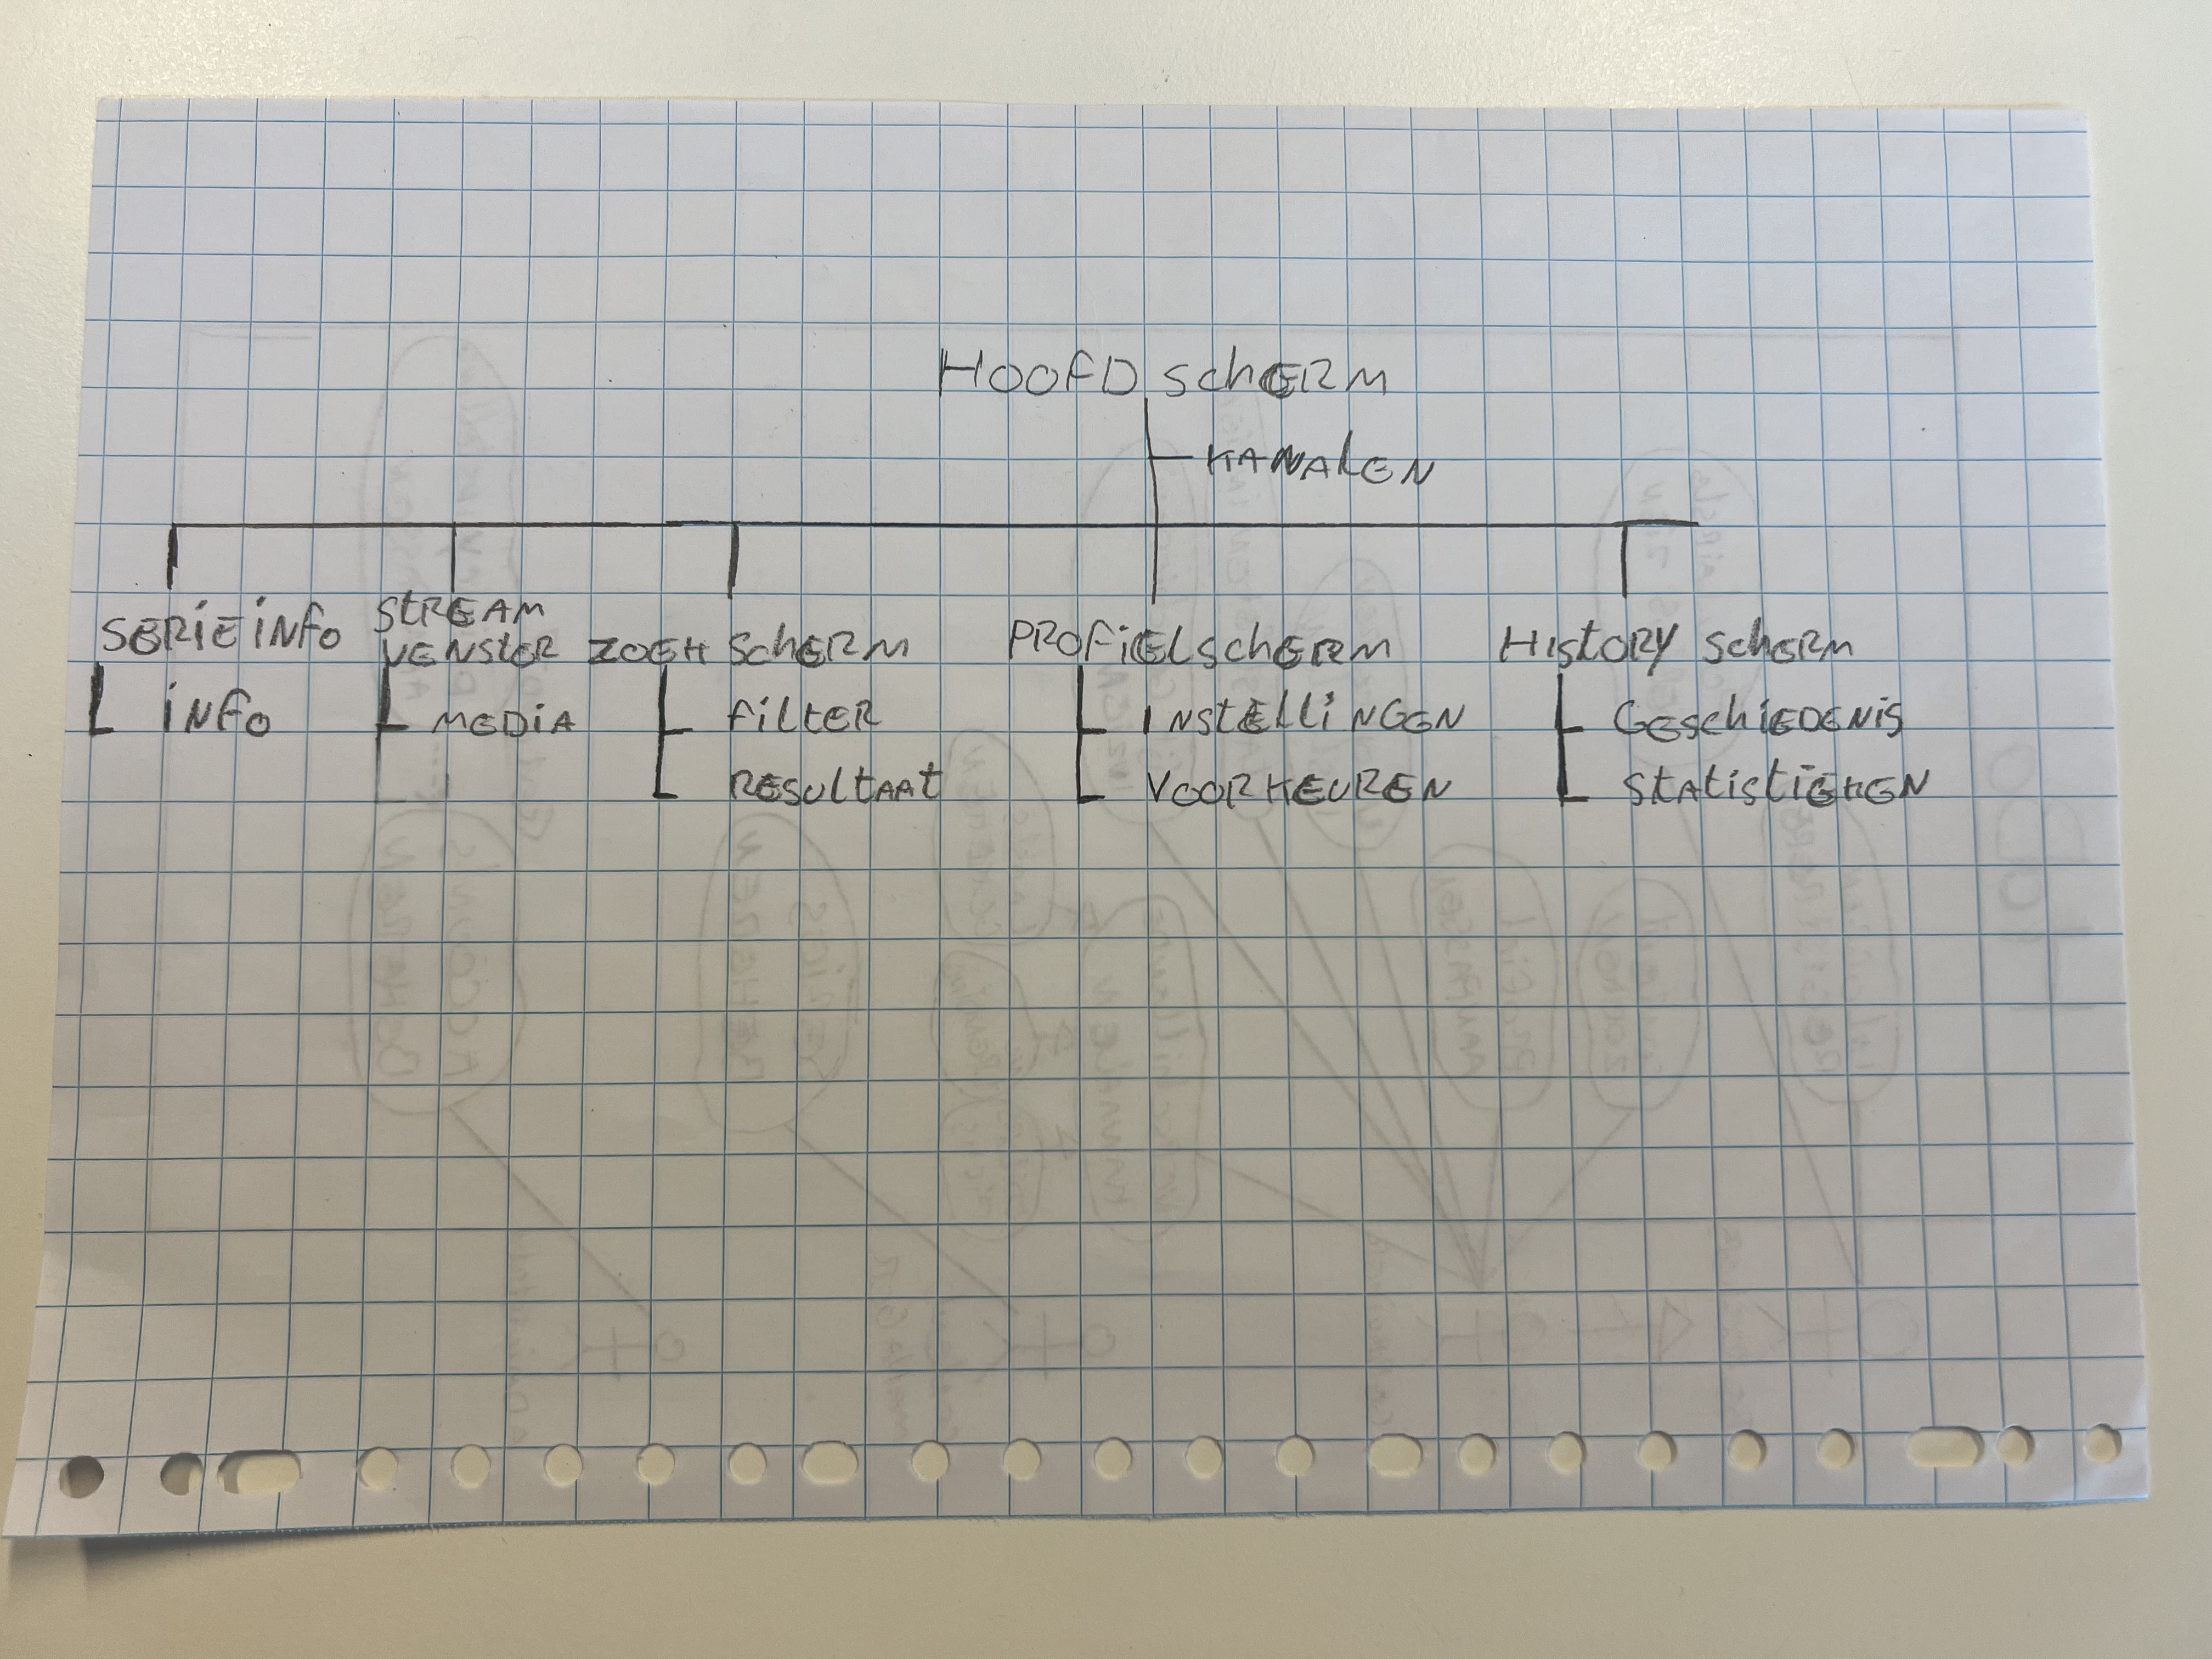 HOOFD SCHERM
KANALEN
SERIE INFO
INFO
STREAM
VENSTER
MEDIA
ZOEK SCHERM
FILTER
RESULTAAT
PROFIEL SCHERM
INSTELLINGEN
VOORKEUREN
HISTORY SCHERM
GESCHIEDENIS
STATISTIEKEN